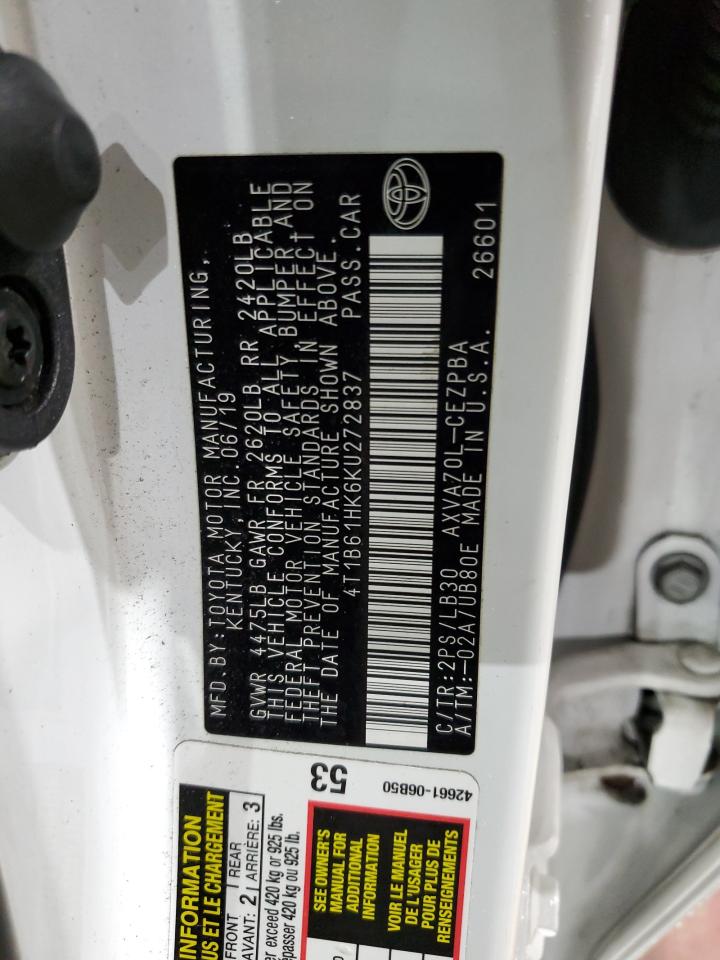 MFD.BY:TOYOTA MOTOR MANUFACTURING,
KENTUCKY, INC. 06/19
GVWR 4475LB GAWR FR 2620LB RR 2420LB
THIS VEHICLE CONFORMS TO ALL APPLICABLE
FEDERAL MOTOR VEHICLE SAFETY, BUMPER AND
THEFT PREVENTION STANDARDS IN EFFECT ON
THE DATE OF MANUFACTURE SHOWN ABOVE.
4T1B61HK6KU272837 PASS.CAR
C/TR:2PS/LB30 AXVA70L-CEZPBA
A/TM:-02A/UB80E MADE IN U.S.A. 26601
INFORMATION
US ET LE CHARGEMENT
FRONT 2 REAR 3
AVANT: ARRIÈRE:
er exceed 420 kg or 925 lbs.
épasser 420 kg ou 925 lb.
53
SEE OWNER'S
MANUAL FOR
ADDITIONAL
INFORMATION
VOIR LE MANUEL
DE L'USAGER
POUR PLUS DE
RENSEIGNEMENTS
42661-06B50